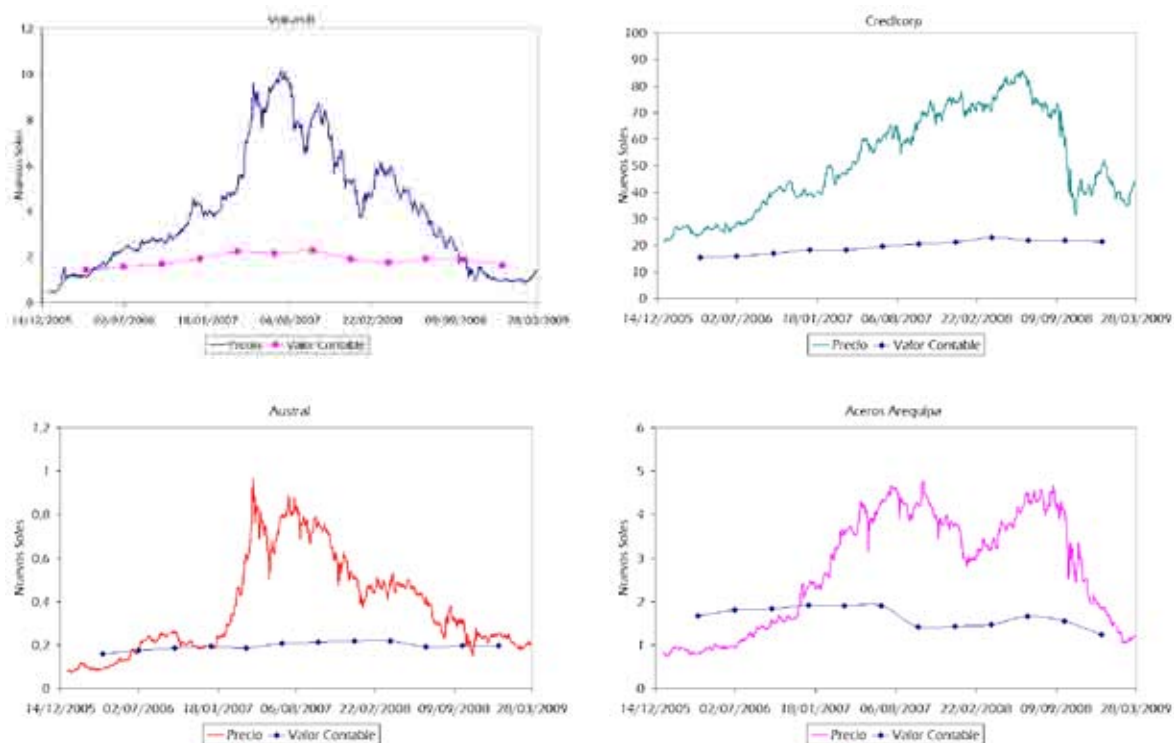 Volcan B
12
10
8
6
4
2
0
Nuevos Soles
14/12/2005 02/07/2006 18/01/2007 06/08/2007 22/02/2008 09/09/2008 28/03/2009
Precio Valor Contable
Credicorp
100
90
80
70
60
50
40
30
20
10
0
Nuevos Soles
14/12/2005 02/07/2006 18/01/2007 06/08/2007 22/02/2008 09/09/2008 28/03/2009
Precio Valor Contable
Austral
1,2
1
0,8
0,6
0,4
0,2
0
Nuevos Soles
14/12/2005 02/07/2006 18/01/2007 06/08/2007 22/02/2008 09/09/2008 28/03/2009
Precio Valor Contable
Aceros Arequipa
6
5
4
3
2
1
0
Nuevos Soles
14/12/2005 02/07/2006 18/01/2007 06/08/2007 22/02/2008 09/09/2008 28/03/2009
Precio Valor Contable